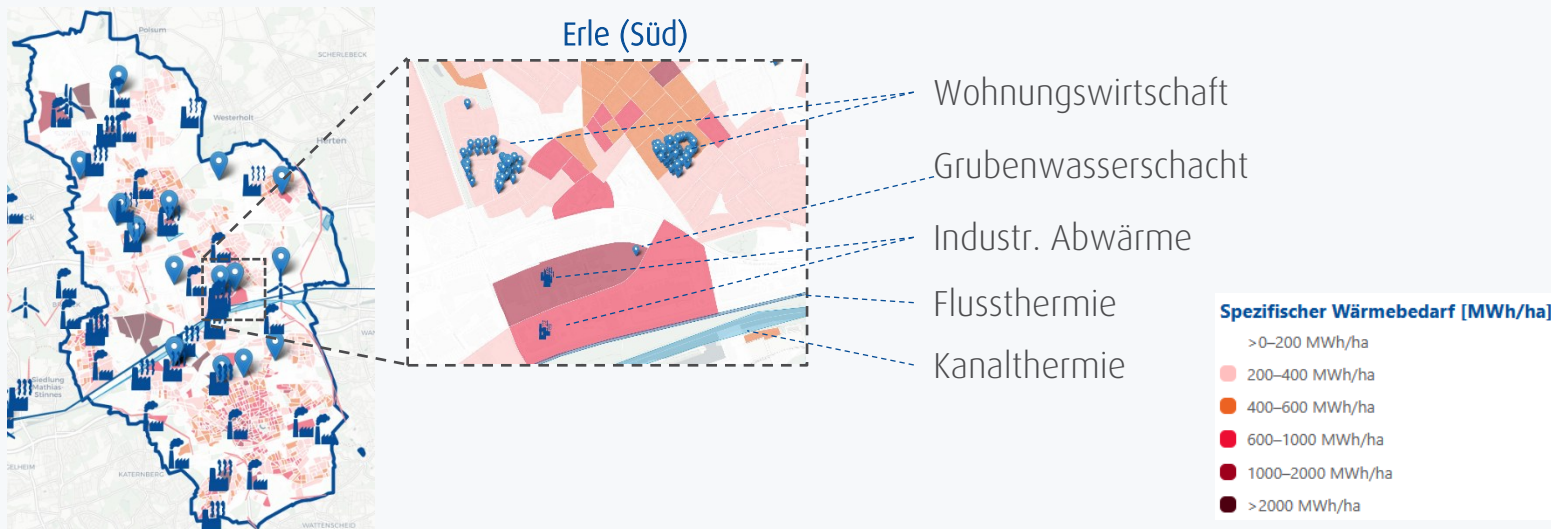 Erle (Süd)
Polsum
SCHERLEBECK
Westerholt
Herten
Siedlung
Mathias-
Stinnes
KATERNBERG
WATTENSCHEID
Wohnungswirtschaft
Grubenwasserschacht
Industr. Abwärme
Flussthermie
Kanalthermie
Spezifischer Wärmebedarf [MWh/ha]
>0–200 MWh/ha
200–400 MWh/ha
400–600 MWh/ha
600–1000 MWh/ha
1000–2000 MWh/ha
>2000 MWh/ha